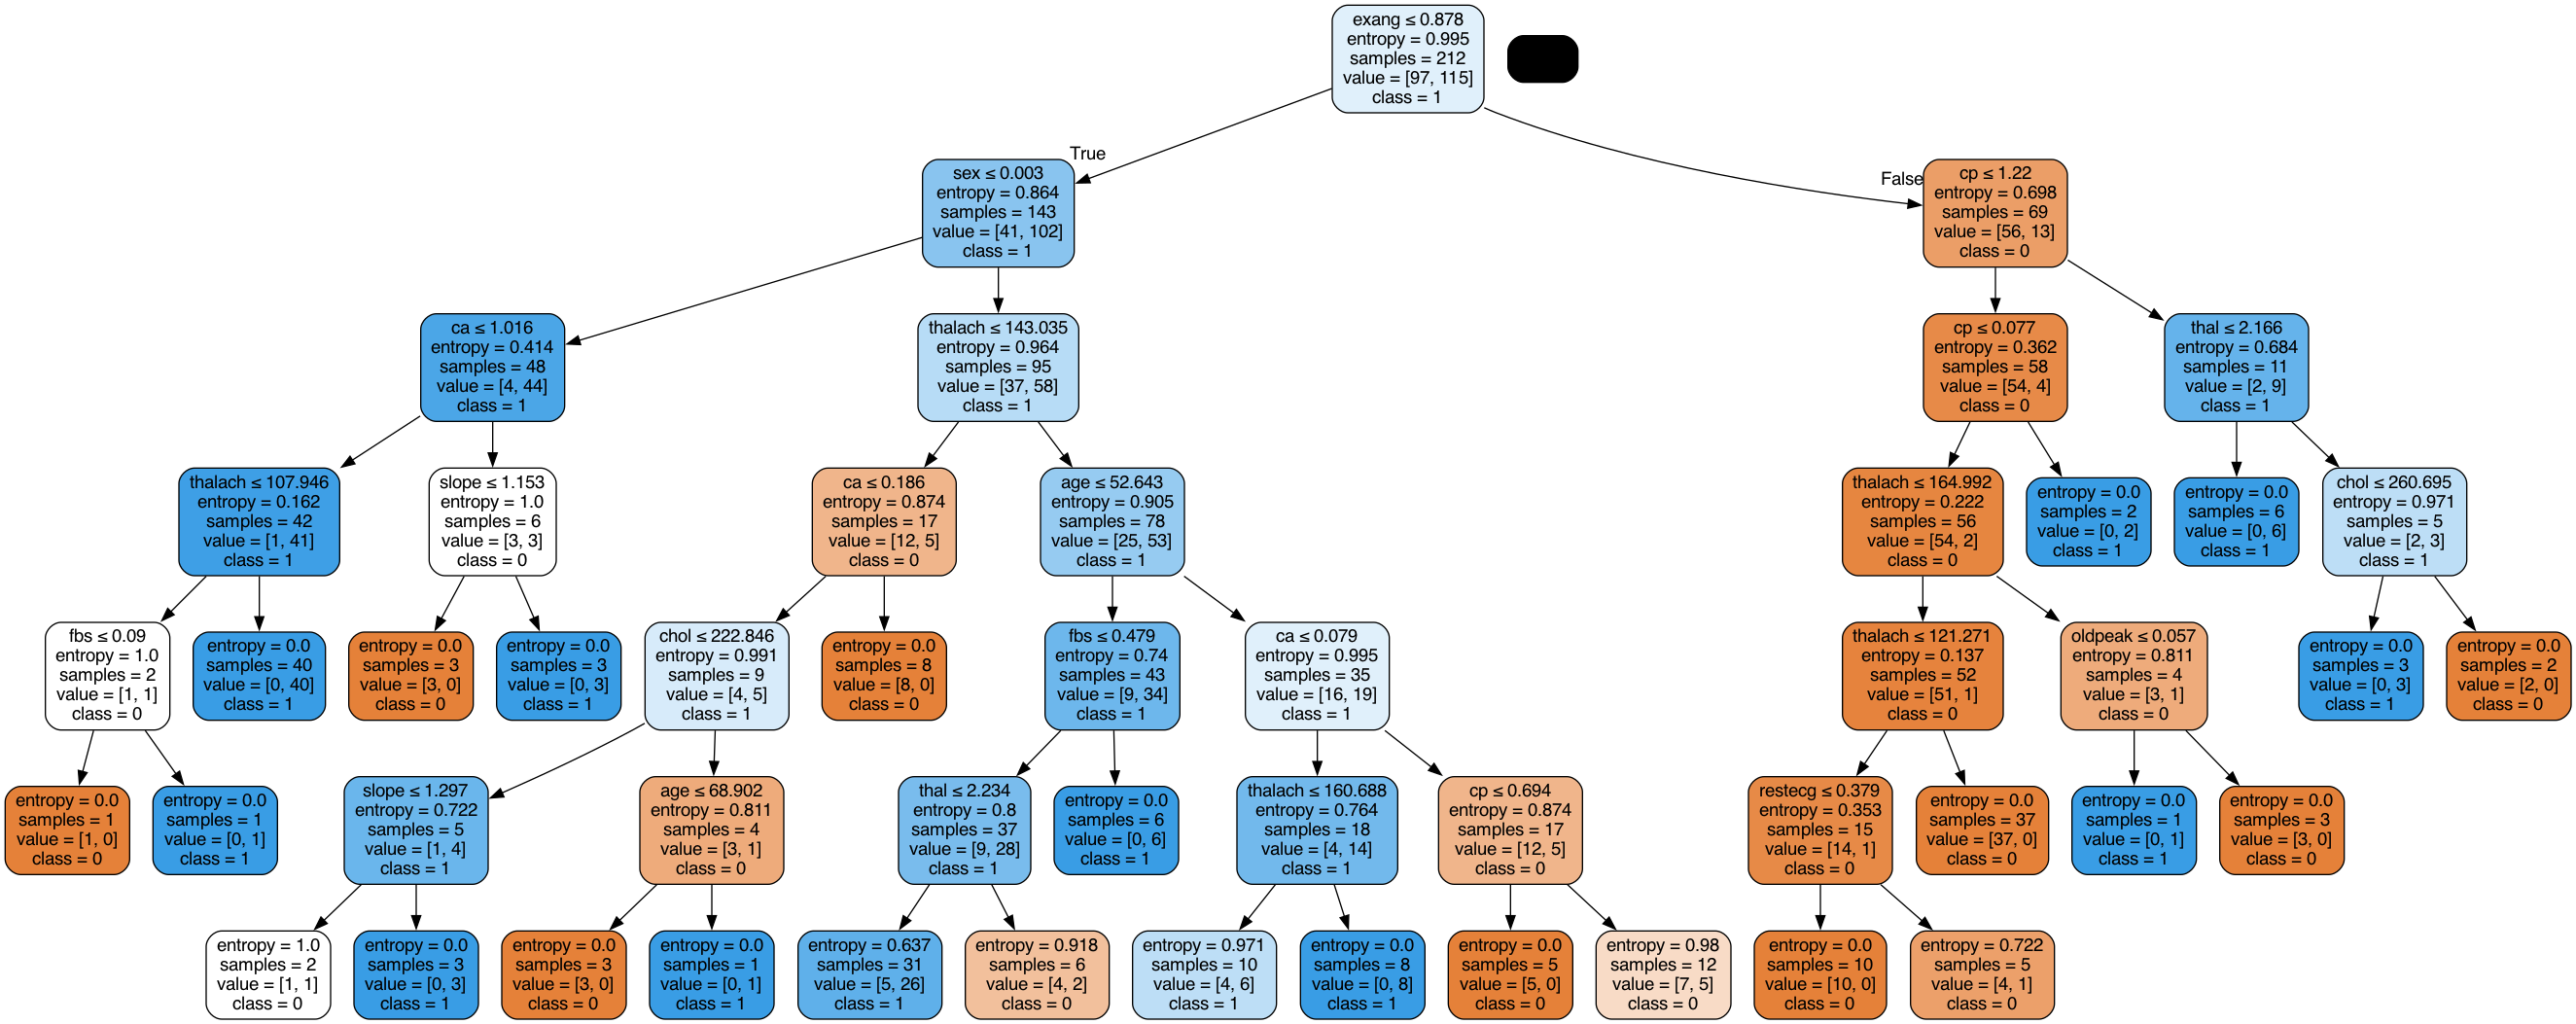 exang ≤ 0.878
entropy = 0.995
samples = 212
value = [97, 115]
class = 1
True
False
sex ≤ 0.003
entropy = 0.864
samples = 143
value = [41, 102]
class = 1
cp ≤ 1.22
entropy = 0.698
samples = 69
value = [56, 13]
class = 0
ca ≤ 1.016
entropy = 0.414
samples = 48
value = [4, 44]
class = 1
thalach ≤ 143.035
entropy = 0.964
samples = 95
value = [37, 58]
class = 1
cp ≤ 0.077
entropy = 0.362
samples = 58
value = [54, 4]
class = 0
thal ≤ 2.166
entropy = 0.684
samples = 11
value = [2, 9]
class = 1
thalach ≤ 107.946
entropy = 0.162
samples = 42
value = [1, 41]
class = 1
slope ≤ 1.153
entropy = 1.0
samples = 6
value = [3, 3]
class = 0
ca ≤ 0.186
entropy = 0.874
samples = 17
value = [12, 5]
class = 0
age ≤ 52.643
entropy = 0.905
samples = 78
value = [25, 53]
class = 1
thalach ≤ 164.992
entropy = 0.222
samples = 56
value = [54, 2]
class = 0
entropy = 0.0
samples = 2
value = [0, 2]
class = 1
entropy = 0.0
samples = 6
value = [0, 6]
class = 1
chol ≤ 260.695
entropy = 0.971
samples = 5
value = [2, 3]
class = 1
fbs ≤ 0.09
entropy = 1.0
samples = 2
value = [1, 1]
class = 0
entropy = 0.0
samples = 40
value = [0, 40]
class = 1
entropy = 0.0
samples = 3
value = [3, 0]
class = 0
entropy = 0.0
samples = 3
value = [0, 3]
class = 1
chol ≤ 222.846
entropy = 0.991
samples = 9
value = [4, 5]
class = 1
entropy = 0.0
samples = 8
value = [8, 0]
class = 0
fbs ≤ 0.479
entropy = 0.74
samples = 43
value = [9, 34]
class = 1
ca ≤ 0.079
entropy = 0.995
samples = 35
value = [16, 19]
class = 1
thalach ≤ 121.271
entropy = 0.137
samples = 52
value = [51, 1]
class = 0
oldpeak ≤ 0.057
entropy = 0.811
samples = 4
value = [3, 1]
class = 0
entropy = 0.0
samples = 3
value = [0, 3]
class = 1
entropy = 0.0
samples = 2
value = [2, 0]
class = 0
entropy = 0.0
samples = 1
value = [1, 0]
class = 0
entropy = 0.0
samples = 1
value = [0, 1]
class = 1
slope ≤ 1.297
entropy = 0.722
samples = 5
value = [1, 4]
class = 1
age ≤ 68.902
entropy = 0.811
samples = 4
value = [3, 1]
class = 0
thal ≤ 2.234
entropy = 0.8
samples = 37
value = [9, 28]
class = 1
entropy = 0.0
samples = 6
value = [0, 6]
class = 1
thalach ≤ 160.688
entropy = 0.764
samples = 18
value = [4, 14]
class = 1
cp ≤ 0.694
entropy = 0.874
samples = 17
value = [12, 5]
class = 0
restecg ≤ 0.379
entropy = 0.353
samples = 15
value = [14, 1]
class = 0
entropy = 0.0
samples = 37
value = [37, 0]
class = 0
entropy = 0.0
samples = 1
value = [0, 1]
class = 1
entropy = 0.0
samples = 3
value = [3, 0]
class = 0
entropy = 1.0
samples = 2
value = [1, 1]
class = 0
entropy = 0.0
samples = 3
value = [0, 3]
class = 1
entropy = 0.0
samples = 3
value = [3, 0]
class = 0
entropy = 0.0
samples = 1
value = [0, 1]
class = 1
entropy = 0.637
samples = 31
value = [5, 26]
class = 1
entropy = 0.918
samples = 6
value = [4, 2]
class = 0
entropy = 0.971
samples = 10
value = [4, 6]
class = 1
entropy = 0.0
samples = 8
value = [0, 8]
class = 1
entropy = 0.0
samples = 5
value = [5, 0]
class = 0
entropy = 0.98
samples = 12
value = [7, 5]
class = 0
entropy = 0.0
samples = 10
value = [10, 0]
class = 0
entropy = 0.722
samples = 5
value = [4, 1]
class = 0